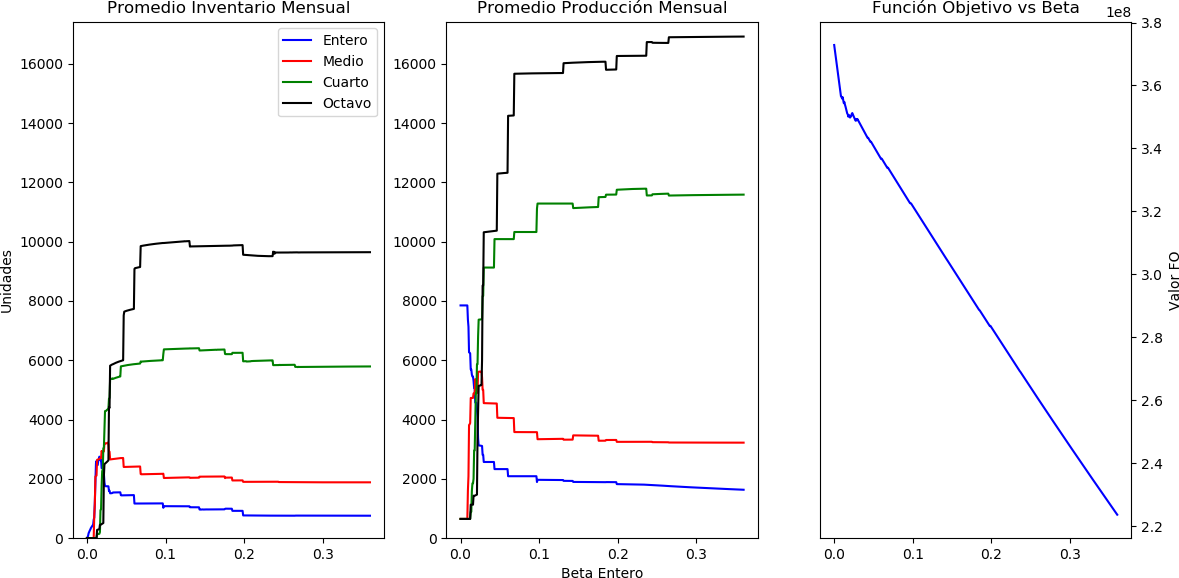 Promedio Inventario Mensual
Unidades
16000
14000
12000
10000
8000
6000
4000
2000
0
0.0 0.1 0.2 0.3
Entero
Medio
Cuarto
Octavo
Promedio Producción Mensual
16000
14000
12000
10000
8000
6000
4000
2000
0
0.0 0.1 0.2 0.3
Beta Entero
Función Objetivo vs Beta
1e8
3.8
3.6
3.4
3.2
3.0
2.8
2.6
2.4
2.2
Valor FO
0.0 0.1 0.2 0.3